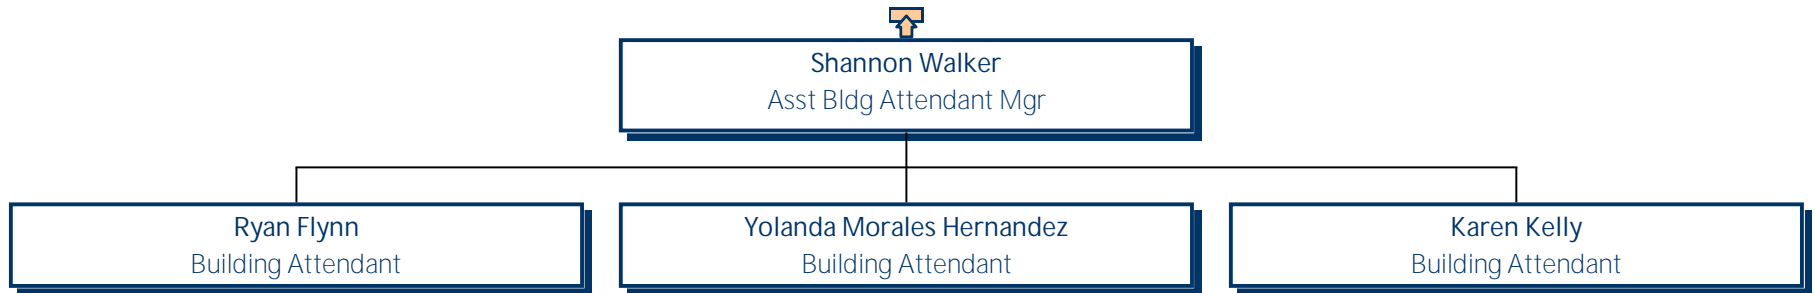 Shannon Walker
Asst Bldg Attendant Mgr
Ryan Flynn
Building Attendant
Yolanda Morales Hernandez
Building Attendant
Karen Kelly
Building Attendant